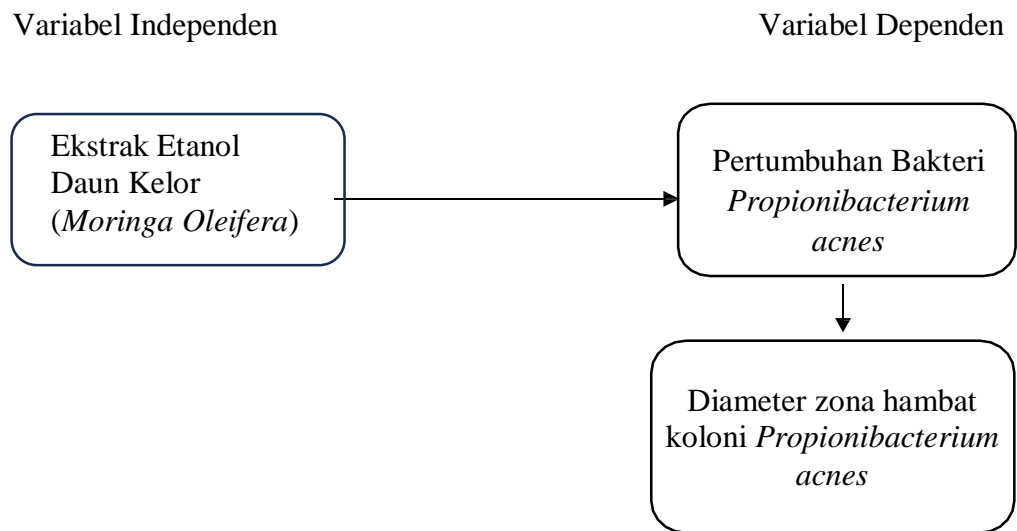 Variabel Independen
Variabel Dependen
Ekstrak Etanol
Daun Kelor
(Moringa Oleifera)
Pertumbuhan Bakteri
Propionibacterium
acnes
Diameter zona hambat
koloni Propionibacterium
acnes